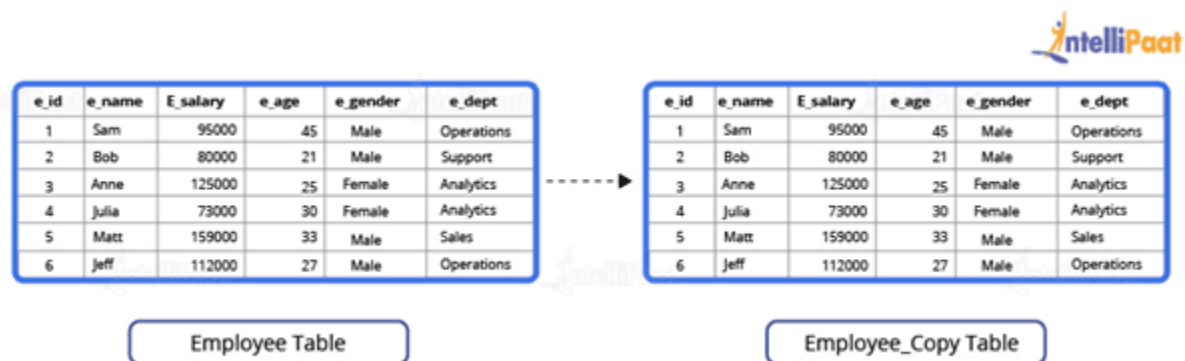 intelliPaat
e_id e_name E_salary e_age e_gender e_dept
1 Sam 95000 45 Male Operations
2 Bob 80000 21 Male Support
3 Anne 125000 25 Female Analytics
4 Julia 73000 30 Female Analytics
5 Matt 159000 33 Male Sales
6 Jeff 112000 27 Male Operations
Employee Table
e_id e_name E_salary e_age e_gender e_dept
1 Sam 95000 45 Male Operations
2 Bob 80000 21 Male Support
3 Anne 125000 25 Female Analytics
4 Julia 73000 30 Female Analytics
5 Matt 159000 33 Male Sales
6 Jeff 112000 27 Male Operations
Employee_Copy Table